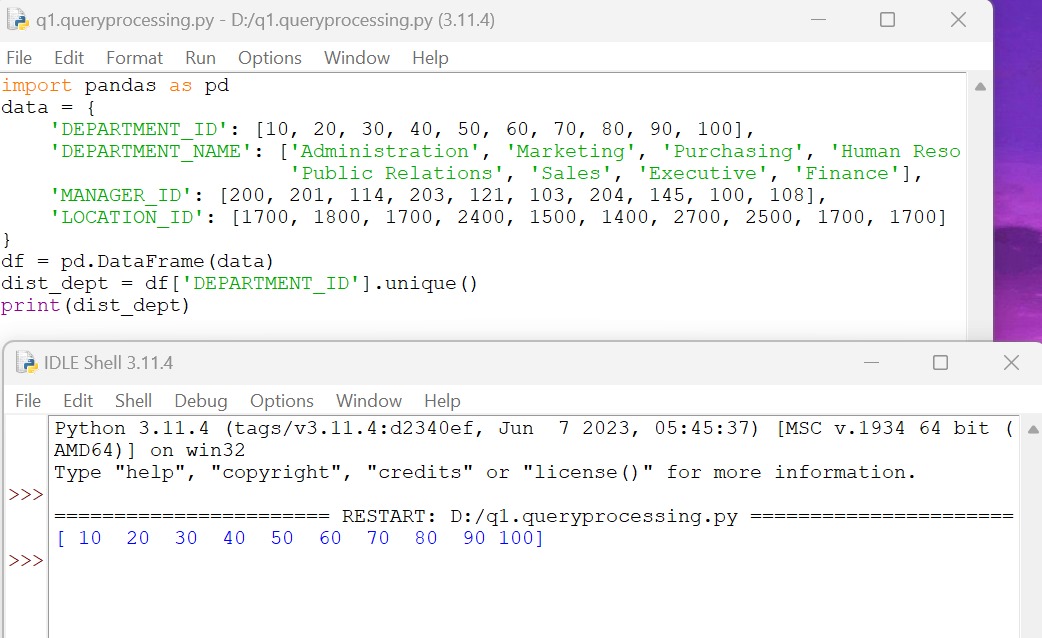 q1.queryprocessing.py - D:/q1.queryprocessing.py (3.11.4)
File Edit Format Run Options Window Help
import pandas as pd
data = {
    'DEPARTMENT_ID': [10, 20, 30, 40, 50, 60, 70, 80, 90, 100],
    'DEPARTMENT_NAME': ['Administration', 'Marketing', 'Purchasing', 'Human Reso
                        'Public Relations', 'Sales', 'Executive', 'Finance'],
    'MANAGER_ID': [200, 201, 114, 203, 121, 103, 204, 145, 100, 108],
    'LOCATION_ID': [1700, 1800, 1700, 2400, 1500, 1400, 2700, 2500, 1700, 1700]
}
df = pd.DataFrame(data)
dist_dept = df['DEPARTMENT_ID'].unique()
print(dist_dept)
IDLE Shell 3.11.4
File Edit Shell Debug Options Window Help
Python 3.11.4 (tags/v3.11.4:d2340ef, Jun  7 2023, 05:45:37) [MSC v.1934 64 bit (
AMD64)] on win32
Type "help", "copyright", "credits" or "license()" for more information.
>>>
======================= RESTART: D:/q1.queryprocessing.py ======================
[ 10  20  30  40  50  60  70  80  90 100]
>>>